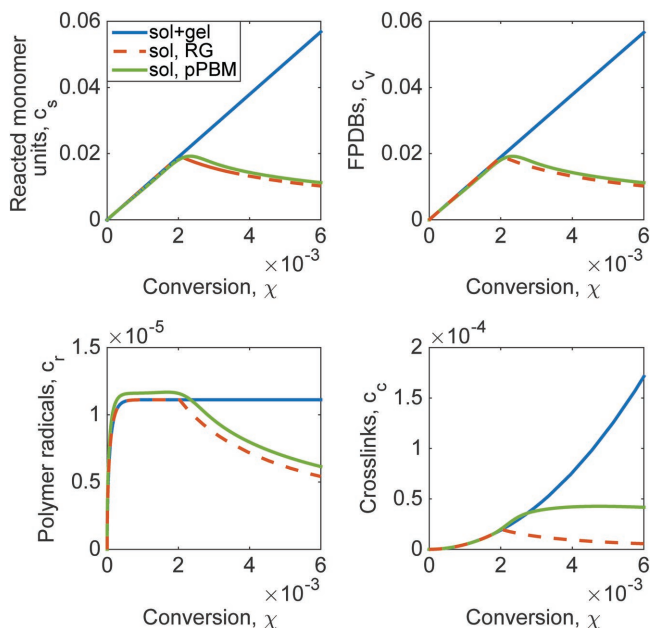 sol+gel
sol, RG
sol, pPBM
Reacted monomer
units, c_s
0.06
0.04
0.02
0
0 2 4 6
×10⁻³
Conversion, χ
FPDBs, c_v
0.06
0.04
0.02
0
0 2 4 6
×10⁻³
Conversion, χ
Polymer radicals, c_r
×10⁻⁵
1.5
1
0.5
0
0 2 4 6
×10⁻³
Conversion, χ
Crosslinks, c_c
×10⁻⁴
2
1.5
1
0.5
0
0 2 4 6
×10⁻³
Conversion, χ